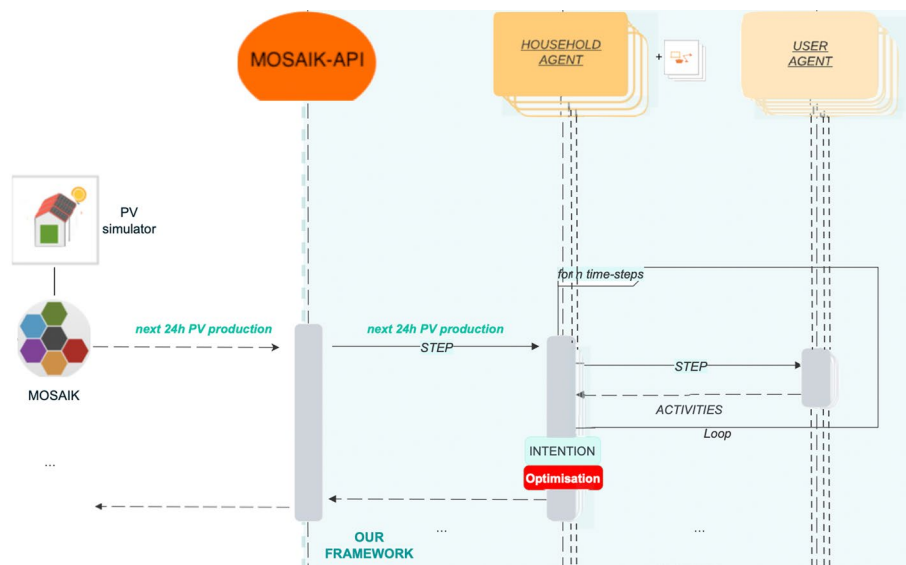 MOSAIK-API
HOUSEHOLD
AGENT
+
USER
AGENT
PV
simulator
for n time-steps
next 24h PV production
next 24h PV production
STEP
STEP
MOSAIK
ACTIVITIES
Loop
INTENTION
...
Optimisation
...
...
OUR
FRAMEWORK